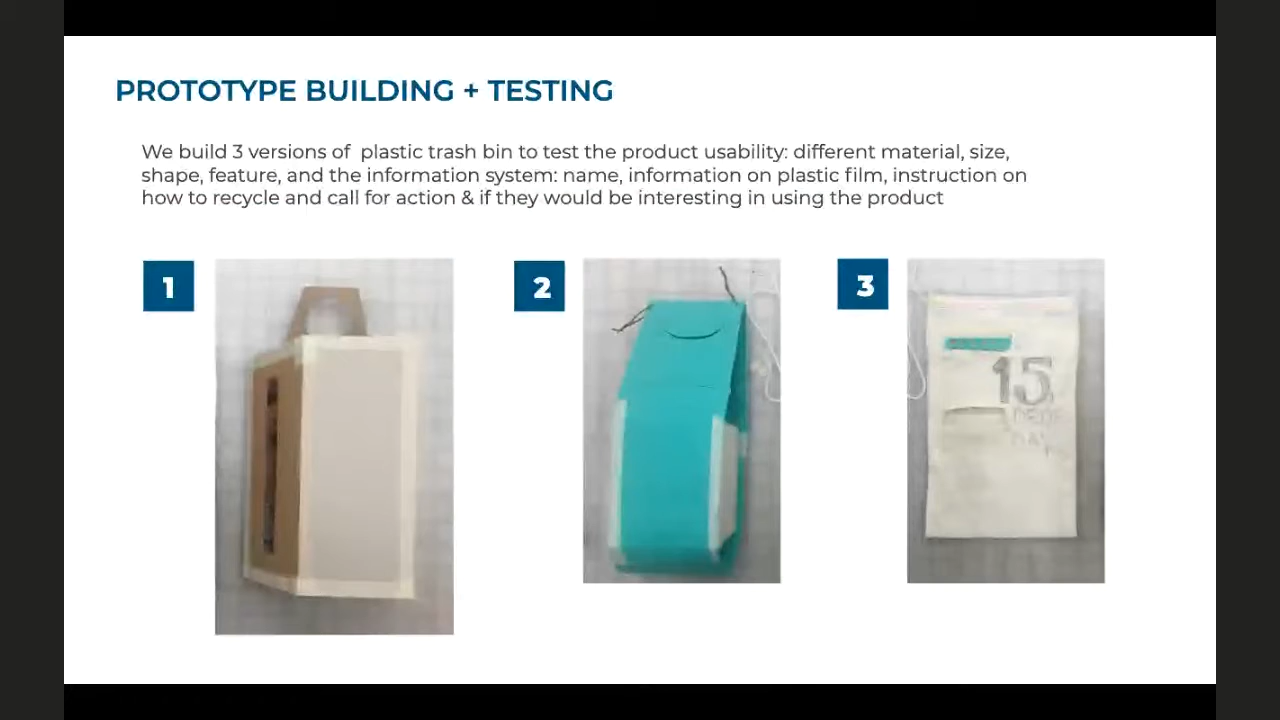 PROTOTYPE BUILDING + TESTING
We build 3 versions of  plastic trash bin to test the product usability: different material, size,
shape, feature, and the information system: name, information on plastic film, instruction on
how to recycle and call for action & if they would be interesting in using the product
1
2
3
15